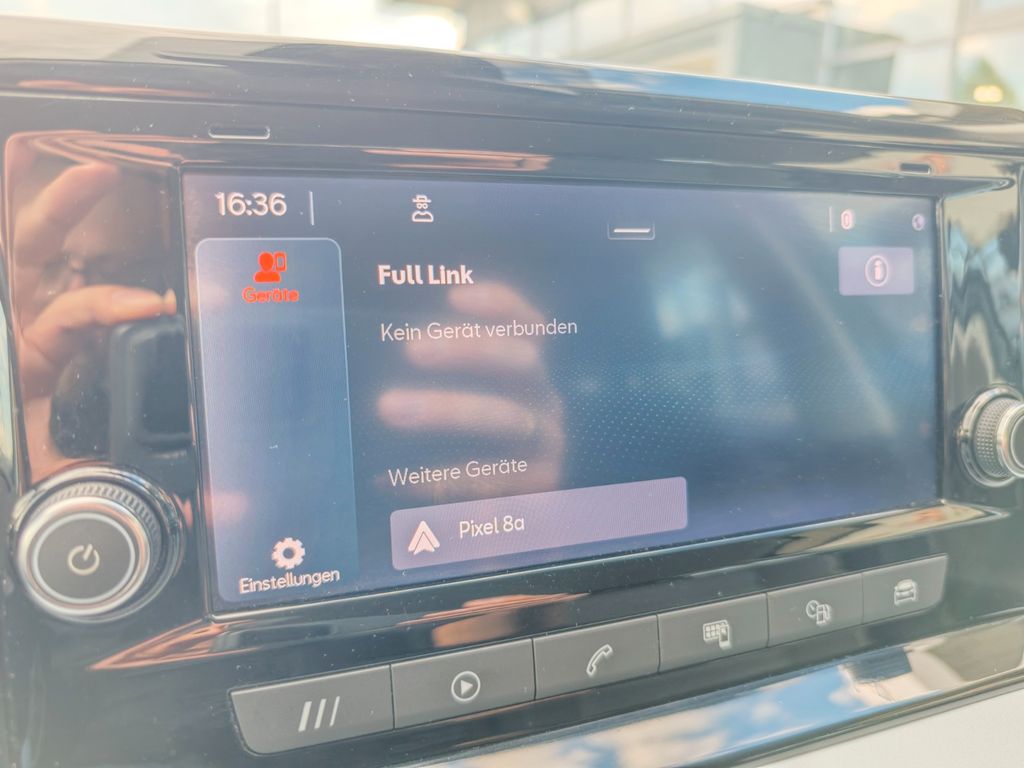 16:36
Geräte
Full Link
Kein Gerät verbunden
Weitere Geräte
Pixel 8a
Einstellungen